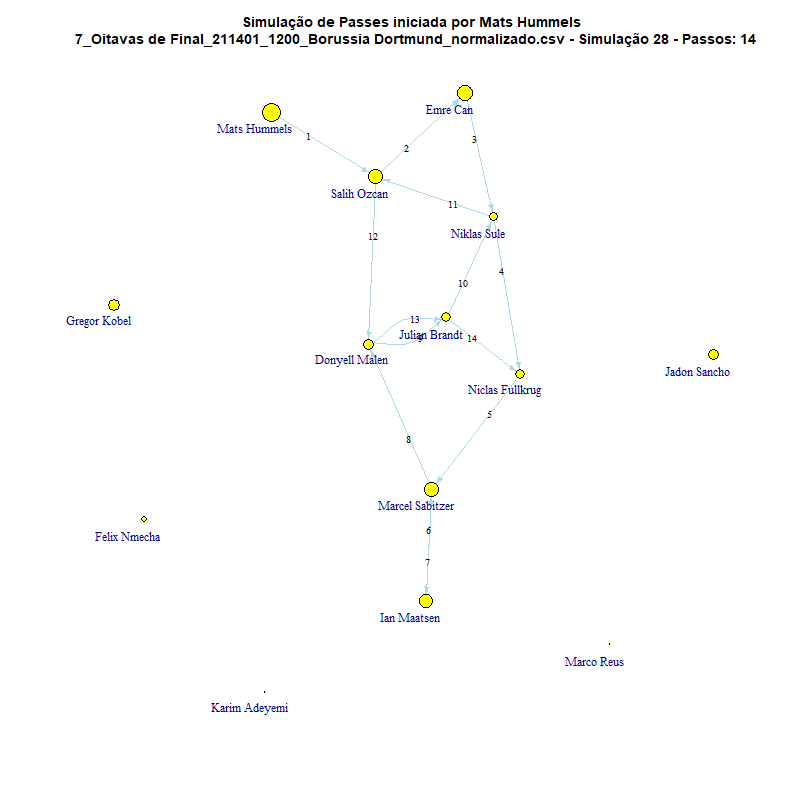 Simulação de Passes iniciada por Mats Hummels
7_Oitavas de Final_211401_1200_Borussia Dortmund_normalizado.csv - Simulação 28 - Passos: 14
Emre Can
Mats Hummels
1
3
2
Salih Ozcan
11
Niklas Sule
12
4
10
Gregor Kobel
13
Julian Brandt
9
14
Donyell Malen
Jadon Sancho
Niclas Fullkrug
5
8
Marcel Sabitzer
6
Felix Nmecha
7
Ian Maatsen
Marco Reus
Karim Adeyemi